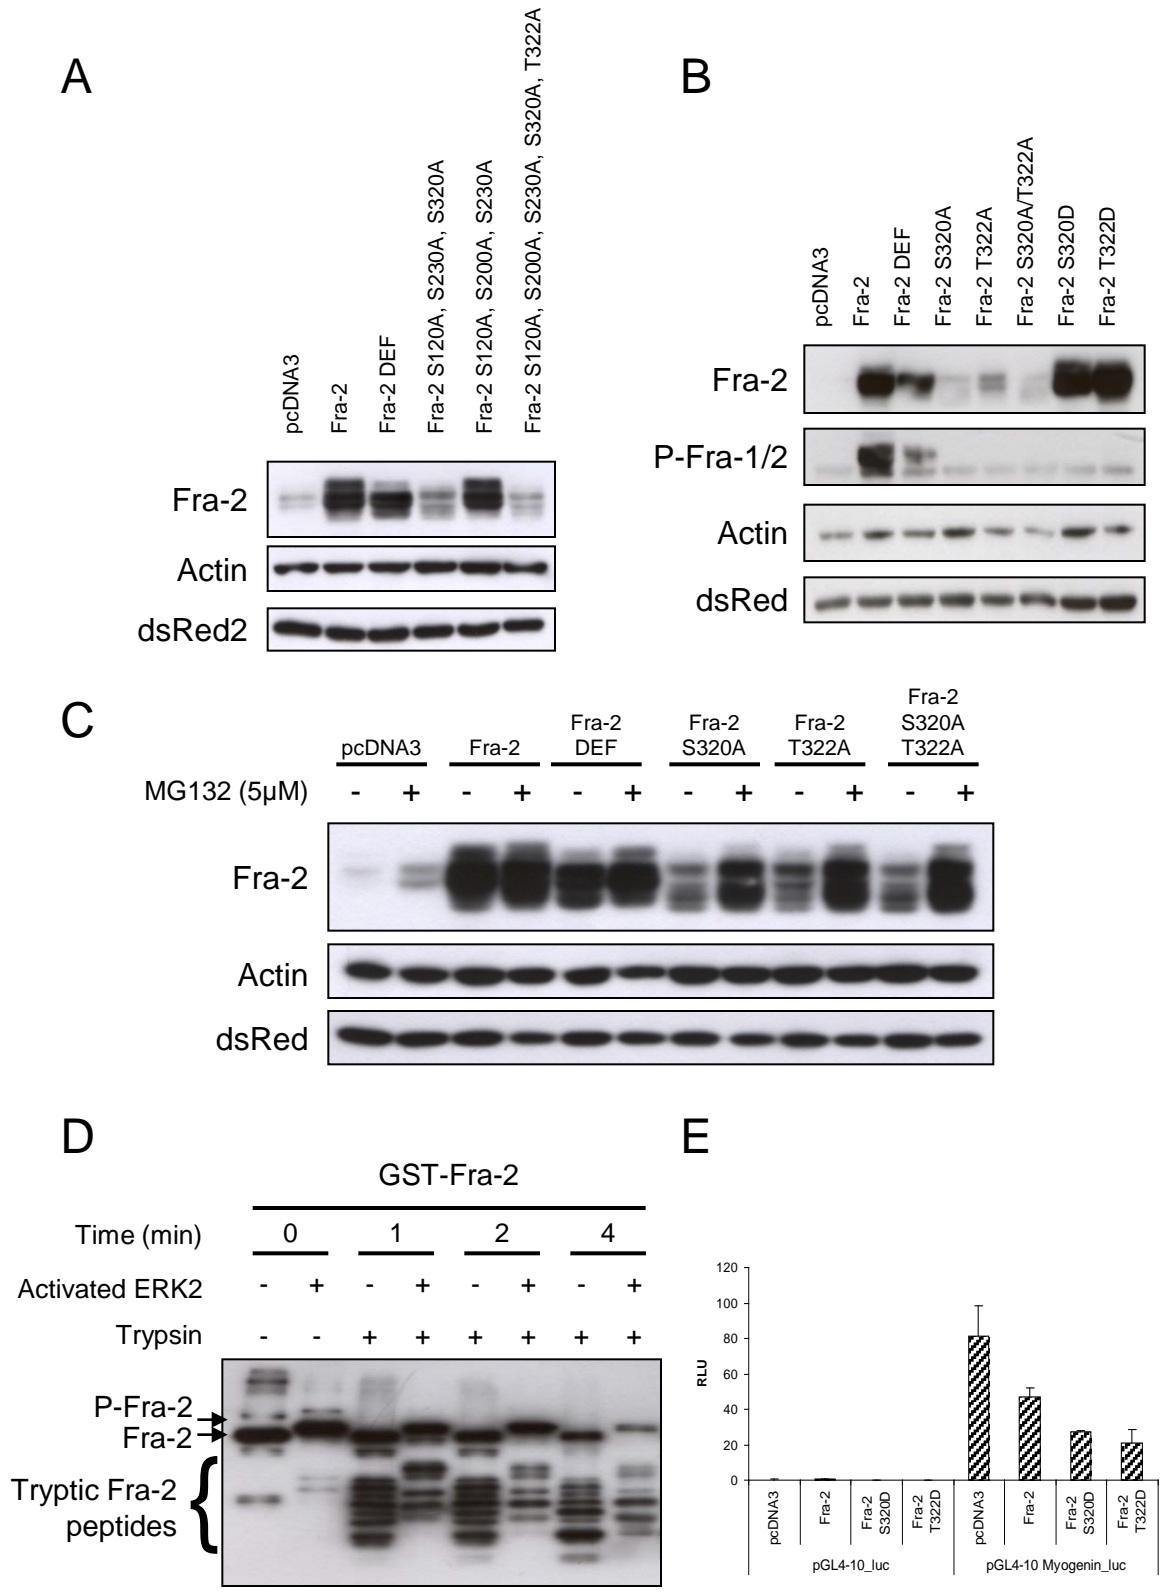 A
pcDNA3
Fra-2
Fra-2 DEF
Fra-2 S120A, S230A, S320A
Fra-2 S120A, S200A, S230A
Fra-2 S120A, S200A, S230A, S320A, T322A
Fra-2
Actin
dsRed2
B
pcDNA3
Fra-2
Fra-2 DEF
Fra-2 S320A
Fra-2 T322A
Fra-2 S320A/T322A
Fra-2 S320D
Fra-2 T322D
Fra-2
P-Fra-1/2
Actin
dsRed
C
pcDNA3
Fra-2
Fra-2
DEF
Fra-2
S320A
Fra-2
T322A
Fra-2
S320A
T322A
MG132 (5µM) - + - + - + - + - + - +
Fra-2
Actin
dsRed
D
GST-Fra-2
Time (min) 0 1 2 4
Activated ERK2 - + - + - + - +
Trypsin - - + + + + + +
P-Fra-2
Fra-2
Tryptic Fra-2
peptides
E
RLU
120
100
80
60
40
20
0
pcDNA3
Fra-2
Fra-2
S320D
Fra-2
T322D
pcDNA3
Fra-2
Fra-2
S320D
Fra-2
T322D
pGL4-10_luc
pGL4-10 Myogenin_luc